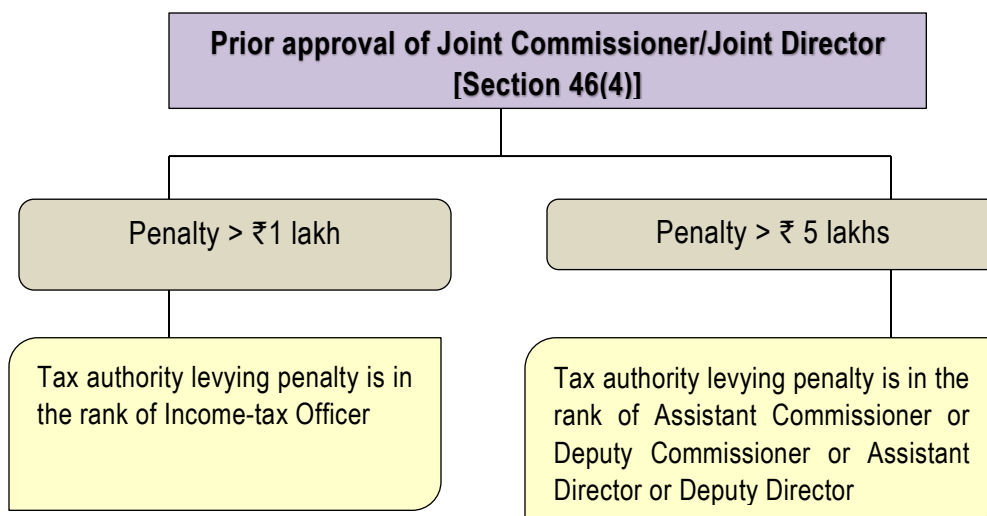 Prior approval of Joint Commissioner/Joint Director
[Section 46(4)]
Penalty > ₹1 lakh
Penalty > ₹ 5 lakhs
Tax authority levying penalty is in
the rank of Income-tax Officer
Tax authority levying penalty is in the
rank of Assistant Commissioner or
Deputy Commissioner or Assistant
Director or Deputy Director